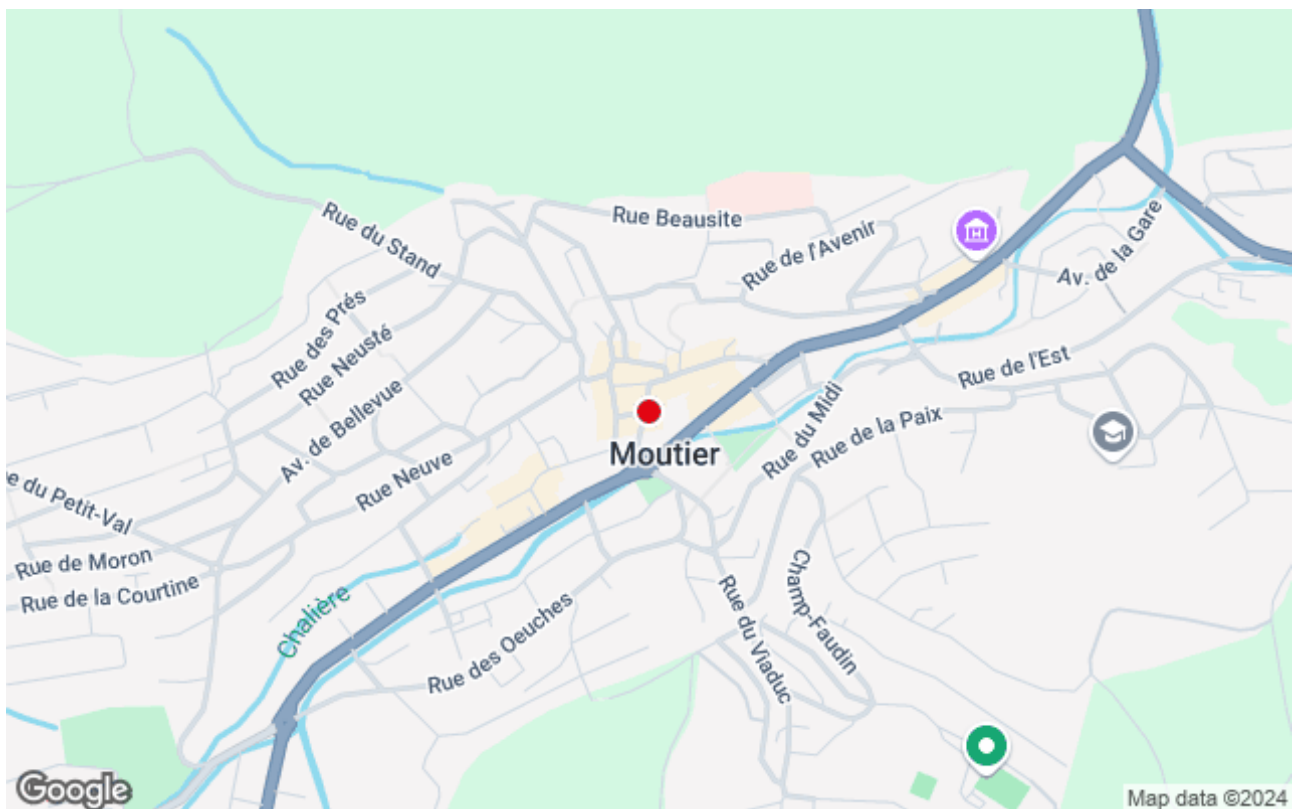 Rue du Stand
Rue Beausite
Rue de l'Avenir
Av. de la Gare
Rue des Prés
Rue Neusté
Av. de Bellevue
Rue Neuve
Rue de l'Est
Rue du Midi
Rue de la Paix
Moutier
du Petit-Val
Rue de Moron
Rue de la Courtine
Chalière
Rue des Oeuches
Rue du Viaduc
Champ-Faudin
Google
Map data ©2024